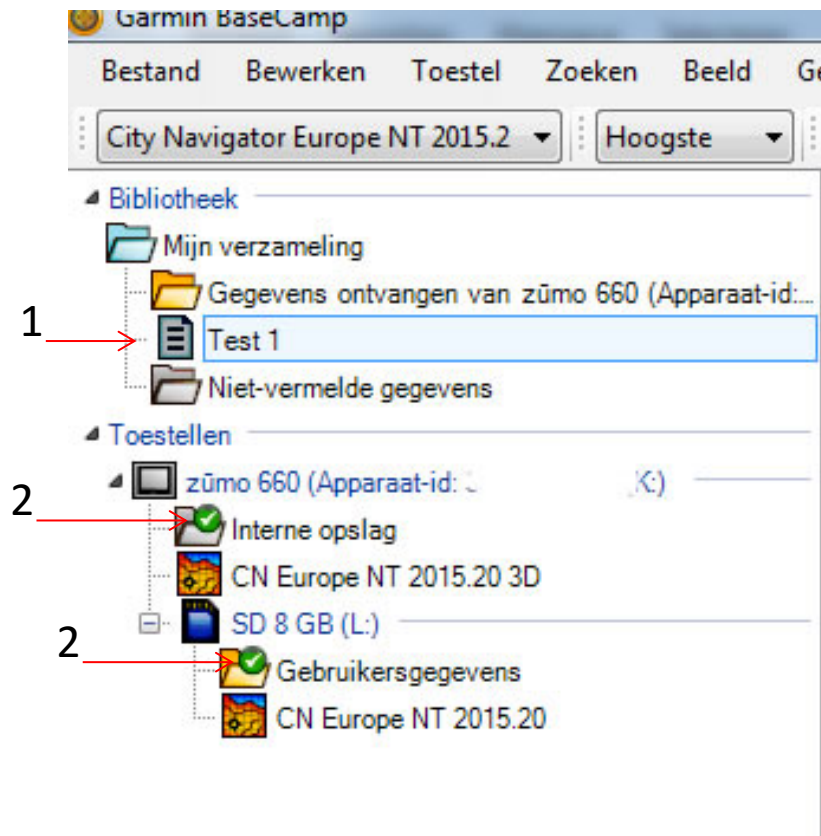 Garmin BaseCamp
Bestand Bewerken Toestel Zoeken Beeld
City Navigator Europe NT 2015.2 Hoogste
Bibliotheek
Mijn verzameling
Gegevens ontvangen van zūmo 660 (Apparaat-id:...
1
Test 1
Niet-vermelde gegevens
Toestellen
zūmo 660 (Apparaat-id: K:)
2
Interne opslag
CN Europe NT 2015.20 3D
SD 8 GB (L:)
2
Gebruikersgegevens
CN Europe NT 2015.20